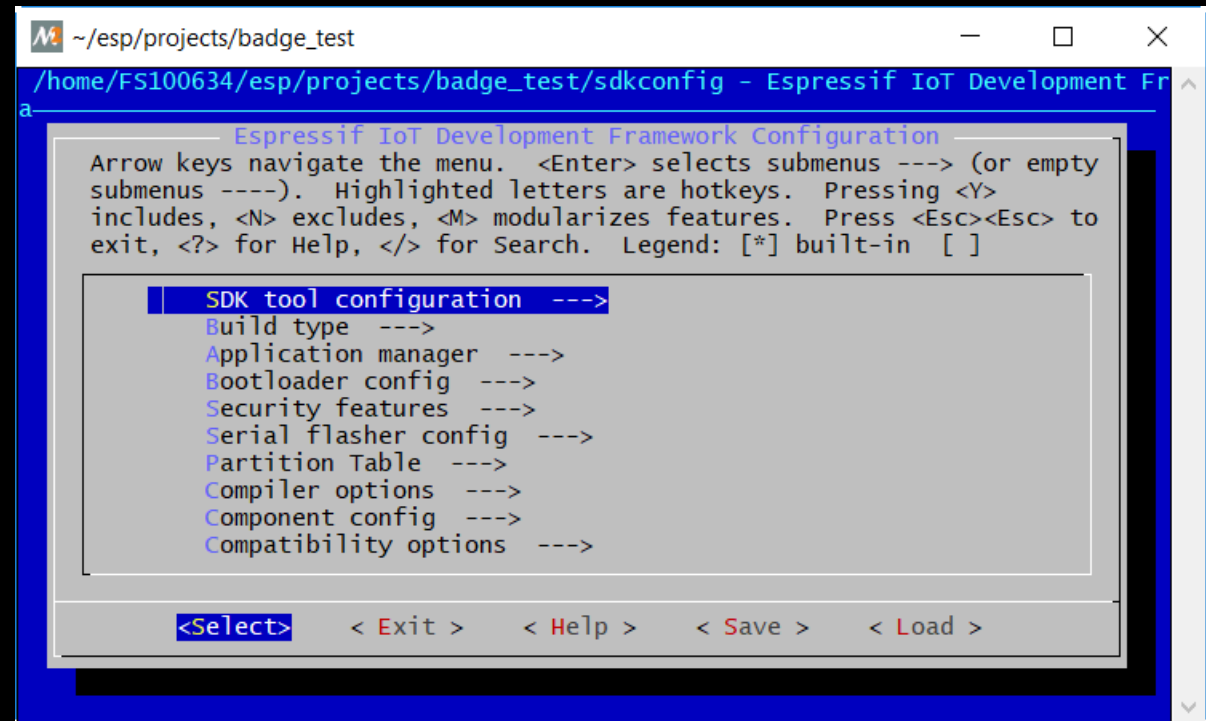 ~/esp/projects/badge_test
/home/FS100634/esp/projects/badge_test/sdkconfig - Espressif IoT Development Fr
a
Espressif IoT Development Framework Configuration
Arrow keys navigate the menu.  <Enter> selects submenus ---> (or empty
submenus ----).  Highlighted letters are hotkeys.  Pressing <Y>
includes, <N> excludes, <M> modularizes features.  Press <Esc><Esc> to
exit, <?> for Help, </> for Search.  Legend: [*] built-in  [ ]
SDK tool configuration  --->
Build type  --->
Application manager  --->
Bootloader config  --->
Security features  --->
Serial flasher config  --->
Partition Table  --->
Compiler options  --->
Component config  --->
Compatibility options  --->
<Select>    < Exit >    < Help >    < Save >    < Load >